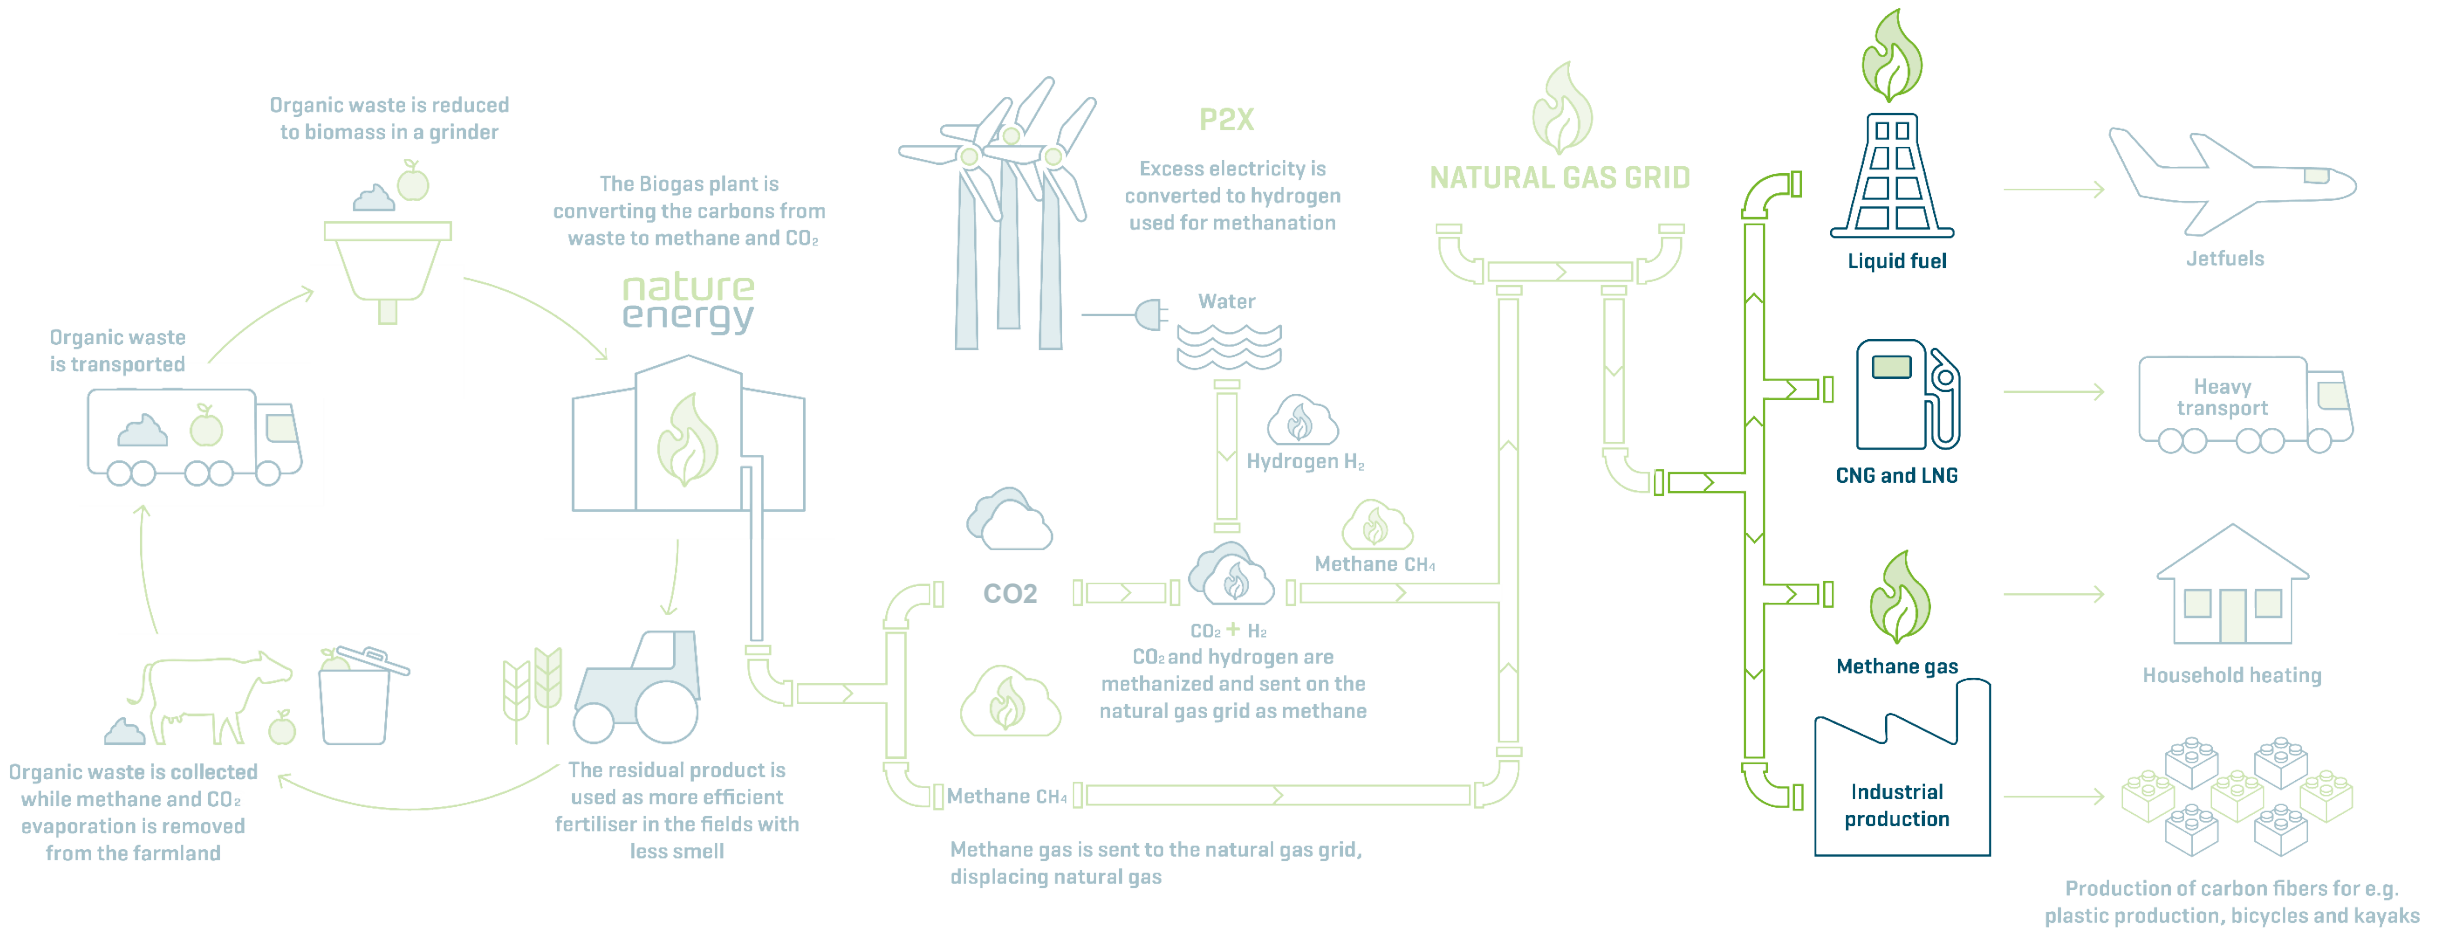 Organic waste is reduced
to biomass in a grinder
The Biogas plant is
converting the carbons from
waste to methane and CO₂
nature
energy
Organic waste
is transported
Organic waste is collected
while methane and CO₂
evaporation is removed
from the farmland
The residual product is
used as more efficient
fertiliser in the fields with
less smell
P2X
Excess electricity is
converted to hydrogen
used for methanation
Water
Hydrogen H₂
CO2
Methane CH₄
CO₂ + H₂
CO₂ and hydrogen are
methanized and sent on the
natural gas grid as methane
Methane CH₄
Methane gas is sent to the natural gas grid,
displacing natural gas
NATURAL GAS GRID
Liquid fuel
Jetfuels
CNG and LNG
Heavy
transport
Methane gas
Household heating
Industrial
production
Production of carbon fibers for e.g.
plastic production, bicycles and kayaks